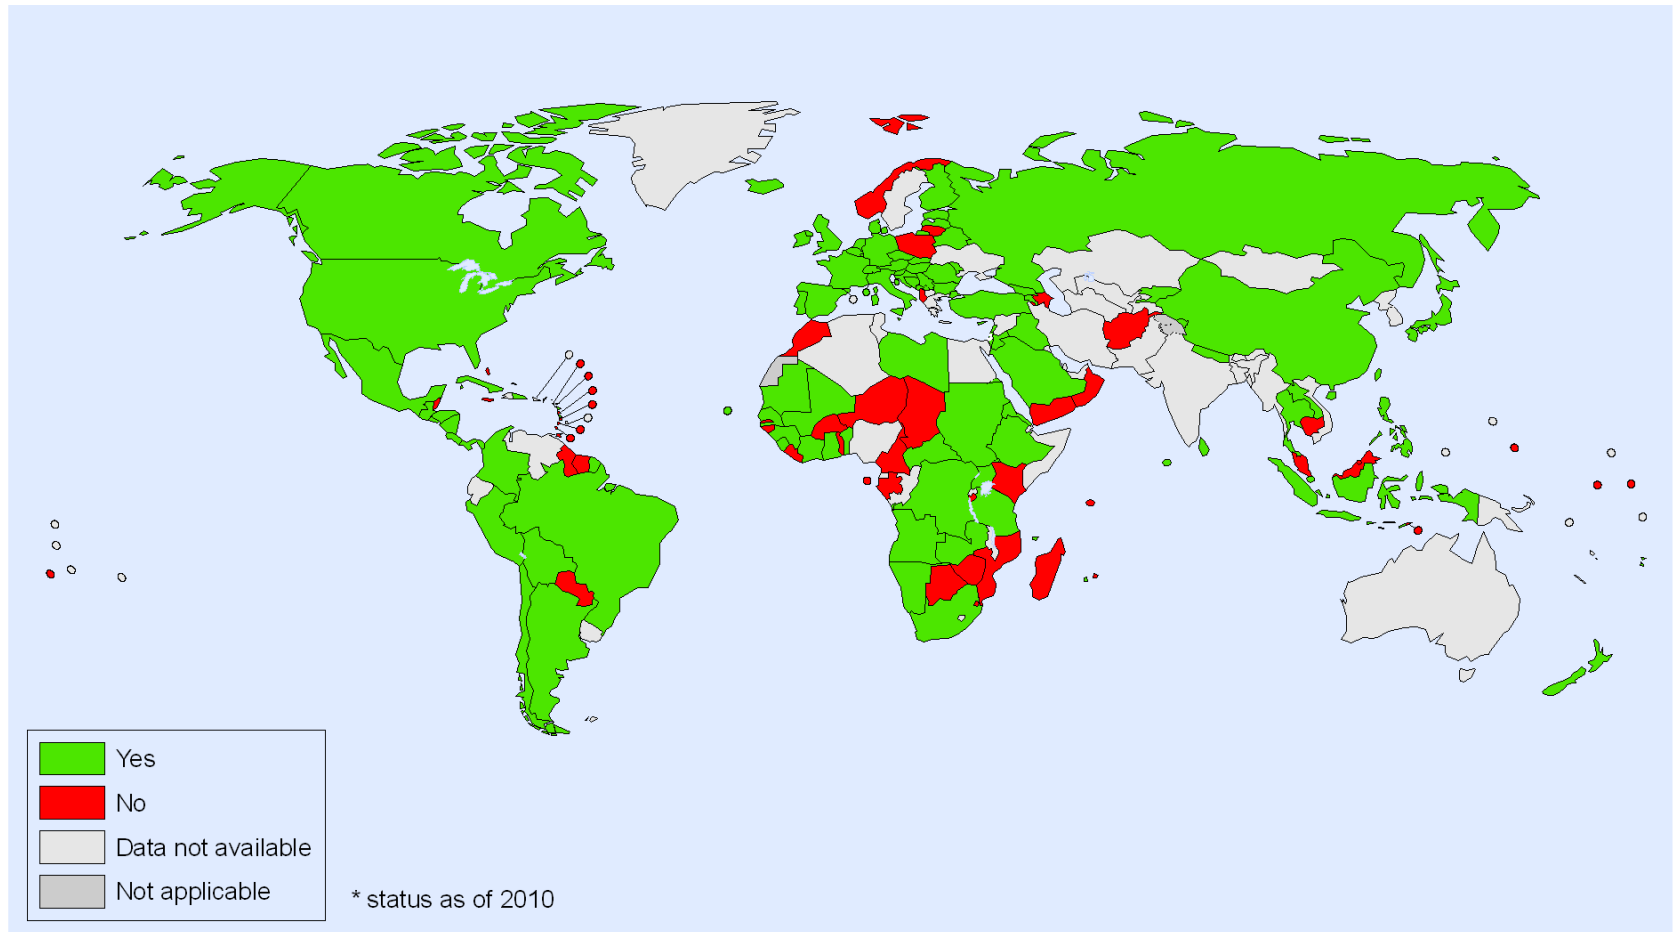 Yes
No
Data not available
Not applicable
* status as of 2010